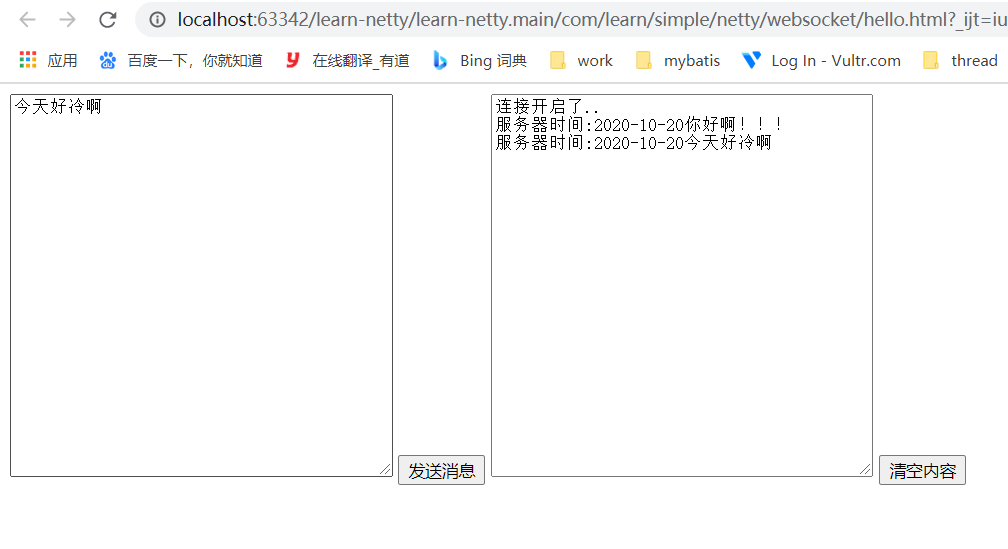 localhost:63342/learn-netty/learn-netty.main/com/learn/simple/netty/websocket/hello.html?_ijt=iu
应用 百度一下，你就知道 在线翻译_有道 Bing 词典 work mybatis Log In - Vultr.com thread
今天好冷啊
连接开启了..
服务器时间:2020-10-20你好啊！！！
服务器时间:2020-10-20今天好冷啊
发送消息
清空内容